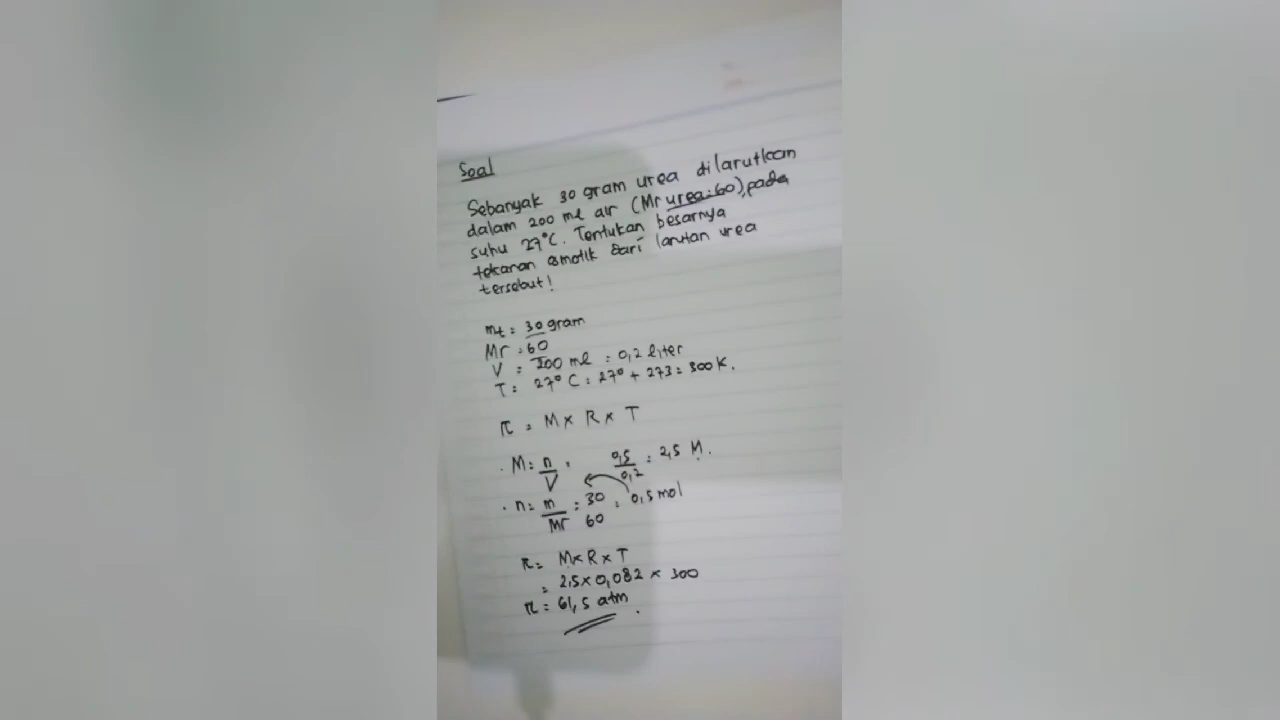 Soal
Sebanyak 30 gram urea dilarutkan
dalam 200 ml air (Mr urea = 60), pada
suhu 27°C. Tentukan besarnya
tekanan osmotik dari larutan urea
tersebut!
mt = 30 gram
Mr = 60
V = 200 ml = 0,2 liter
T = 27°C = 27° + 273 = 300 K.
π = M × R × T
· M = n/V = 0,5/0,2 = 2,5 M.
· n = m/Mr = 30/60 = 0,5 mol
π = M × R × T
= 2,5 × 0,082 × 300
π = 61,5 atm.